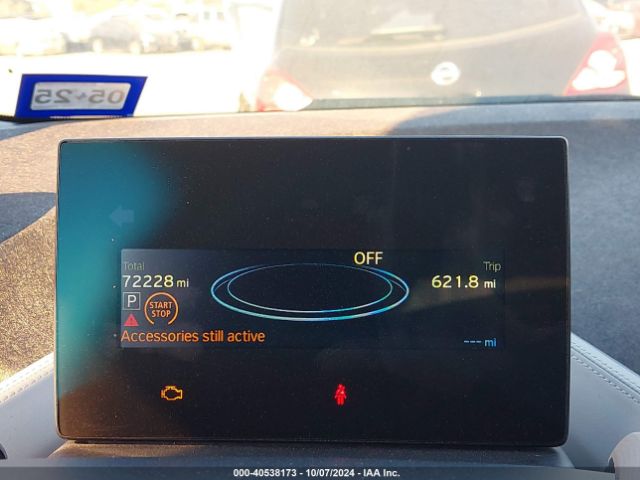 05 25
OFF
Total
72228 mi
Trip
621.8 mi
P
START
STOP
Accessories still active
--- mi
000-40538173 - 10/07/2024 - IAA Inc.